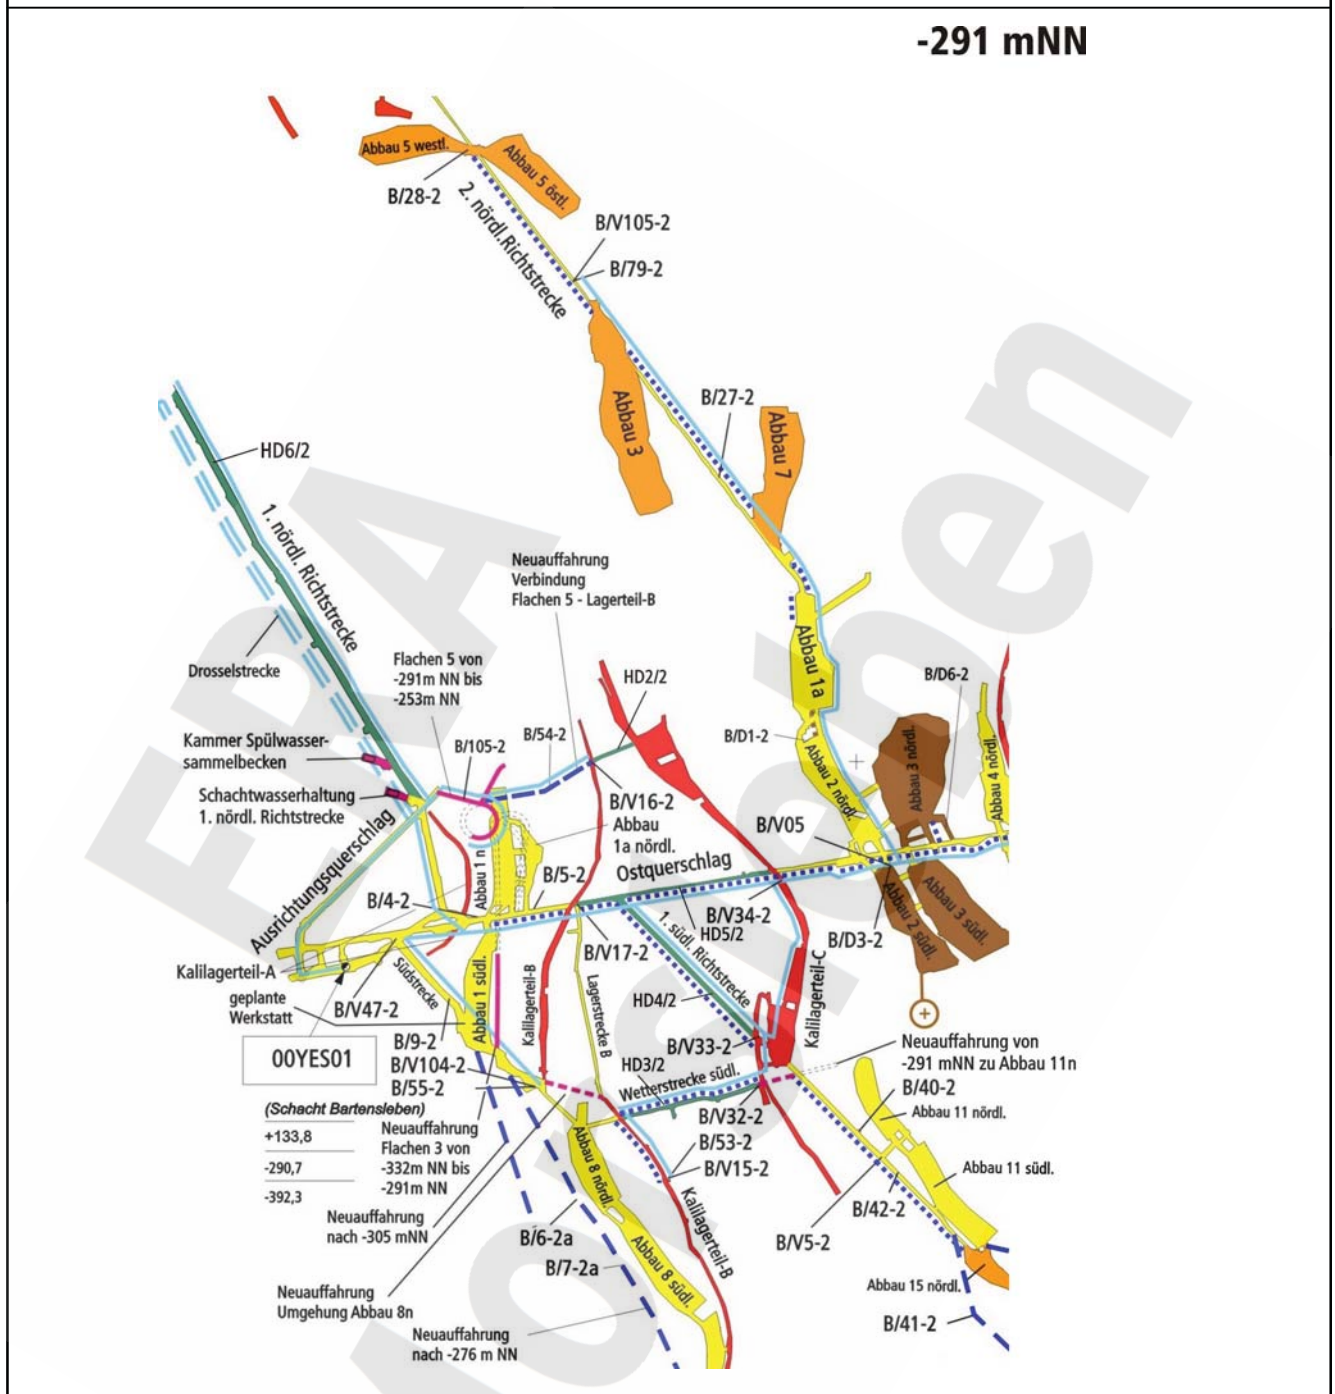 -291 mNN
Abbau 5 westl.
Abbau 5 östl.
B/28-2
2. nördl.Richtstrecke
B/V105-2
B/79-2
B/27-2
Abbau 3
Abbau 7
HD6/2
1. nördl. Richtstrecke
Neuauffahrung
Verbindung
Flachen 5 - Lagerteil-B
Drosselstrecke
Flachen 5 von
-291m NN bis
-253m NN
HD2/2
Abbau 1a
B/D6-2
B/D1-2
Kammer Spülwasser-
sammelbecken
B/105-2
B/54-2
Abbau 2 nördl.
Abbau 3 nördl.
Abbau 4 nördl.
Schachtwasserhaltung
1. nördl. Richtstrecke
B/V16-2
Abbau
1a nördl.
B/V05
Ausrichtungsquerschlag
Abbau 1 n
Ostquerschlag
B/5-2
B/4-2
B/V34-2
HD5/2
B/D3-2
Abbau 2 südl.
Abbau 3 südl.
B/V17-2
1. südl. Richtstrecke
Kalilagerteil-A
Südstrecke
Abbau 1 südl.
Kalilagerteil-B
Lagerstrecke B
HD4/2
Kalilagerteil-C
geplante
Werkstatt
B/V47-2
B/9-2
B/V104-2
B/55-2
B/V33-2
HD3/2
Wetterstrecke südl.
B/V32-2
Neuauffahrung von
-291 mNN zu Abbau 11n
00YES01
(Schacht Bartensleben)
+133,8
-290,7
-392,3
B/40-2
Abbau 11 nördl.
Neuauffahrung
Flachen 3 von
-332m NN bis
-291m NN
B/53-2
B/V15-2
Abbau 11 südl.
Abbau 8 nördl.
Kalilagerteil-B
B/42-2
Neuauffahrung
nach -305 mNN
B/6-2a
B/V5-2
B/7-2a
Abbau 8 südl.
Abbau 15 nördl.
Neuauffahrung
Umgehung Abbau 8n
B/41-2
Neuauffahrung
nach -276 m NN
ERA
Morsleben